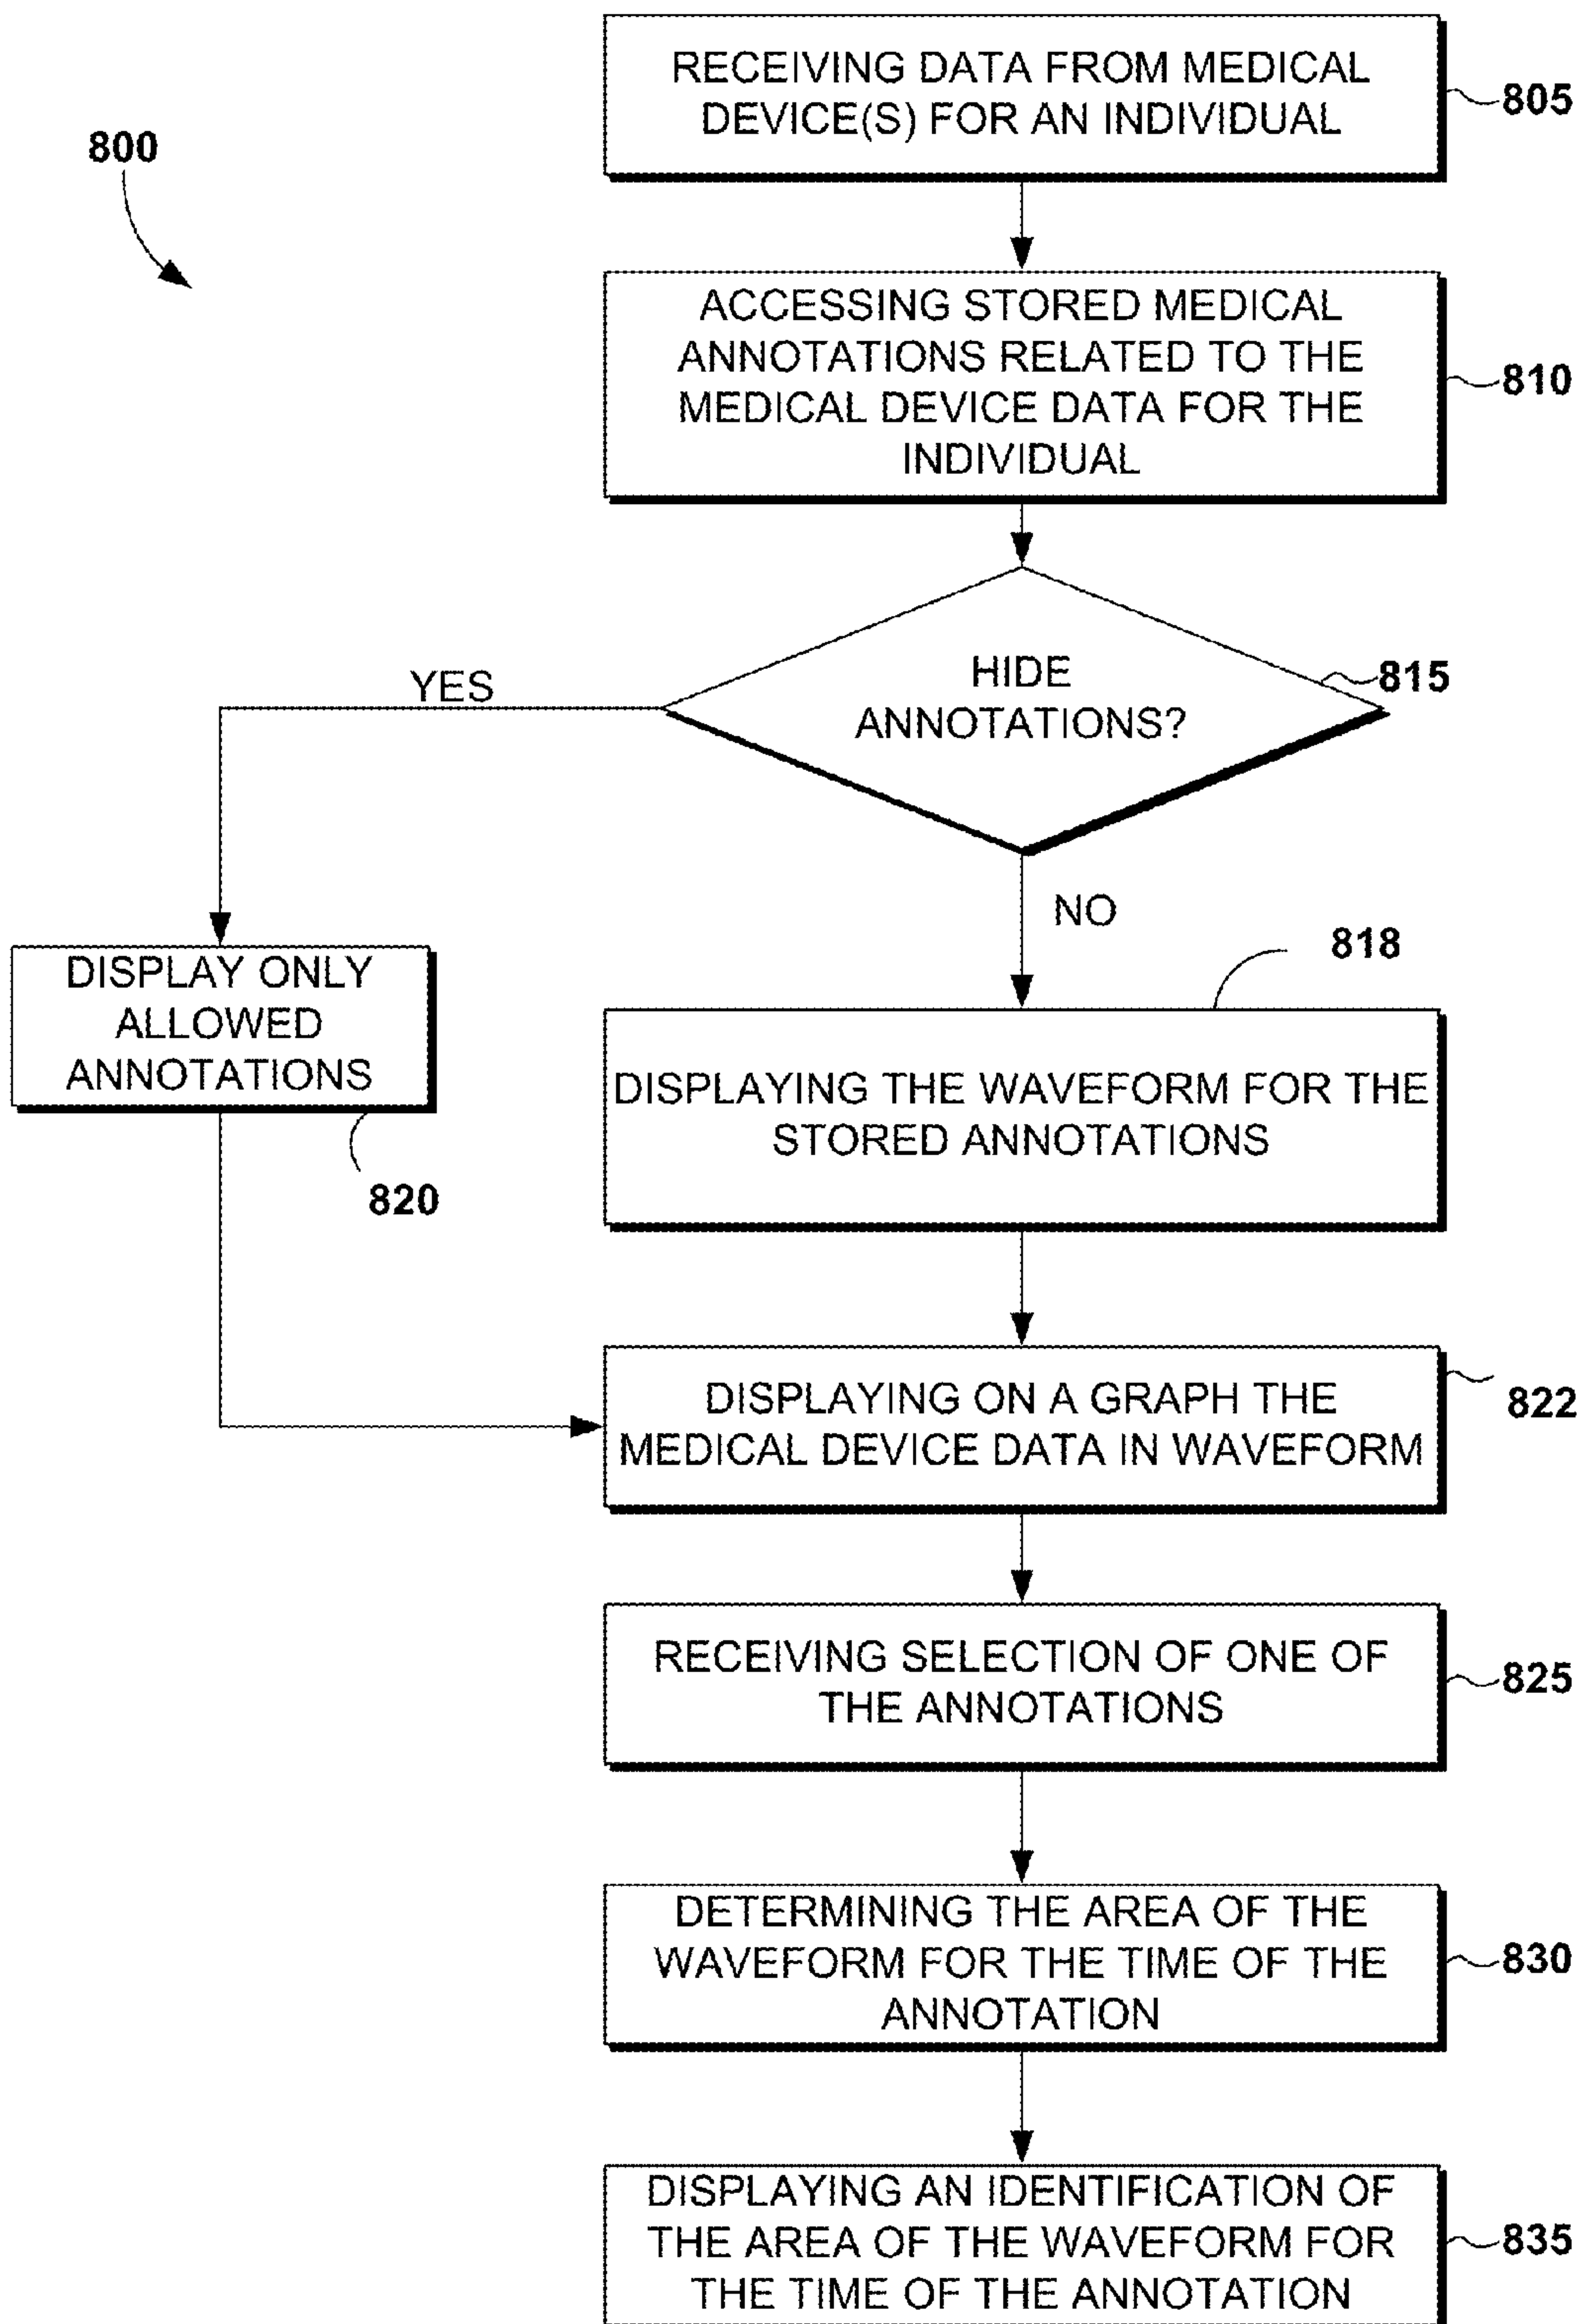 RECEIVING DATA FROM MEDICAL
DEVICE(S) FOR AN INDIVIDUAL
805
800
ACCESSING STORED MEDICAL
ANNOTATIONS RELATED TO THE
MEDICAL DEVICE DATA FOR THE
INDIVIDUAL
810
HIDE
ANNOTATIONS?
815
YES
NO
818
DISPLAY ONLY
ALLOWED
ANNOTATIONS
820
DISPLAYING THE WAVEFORM FOR THE
STORED ANNOTATIONS
DISPLAYING ON A GRAPH THE
MEDICAL DEVICE DATA IN WAVEFORM
822
RECEIVING SELECTION OF ONE OF
THE ANNOTATIONS
825
DETERMINING THE AREA OF THE
WAVEFORM FOR THE TIME OF THE
ANNOTATION
830
DISPLAYING AN IDENTIFICATION OF
THE AREA OF THE WAVEFORM FOR
THE TIME OF THE ANNOTATION
835